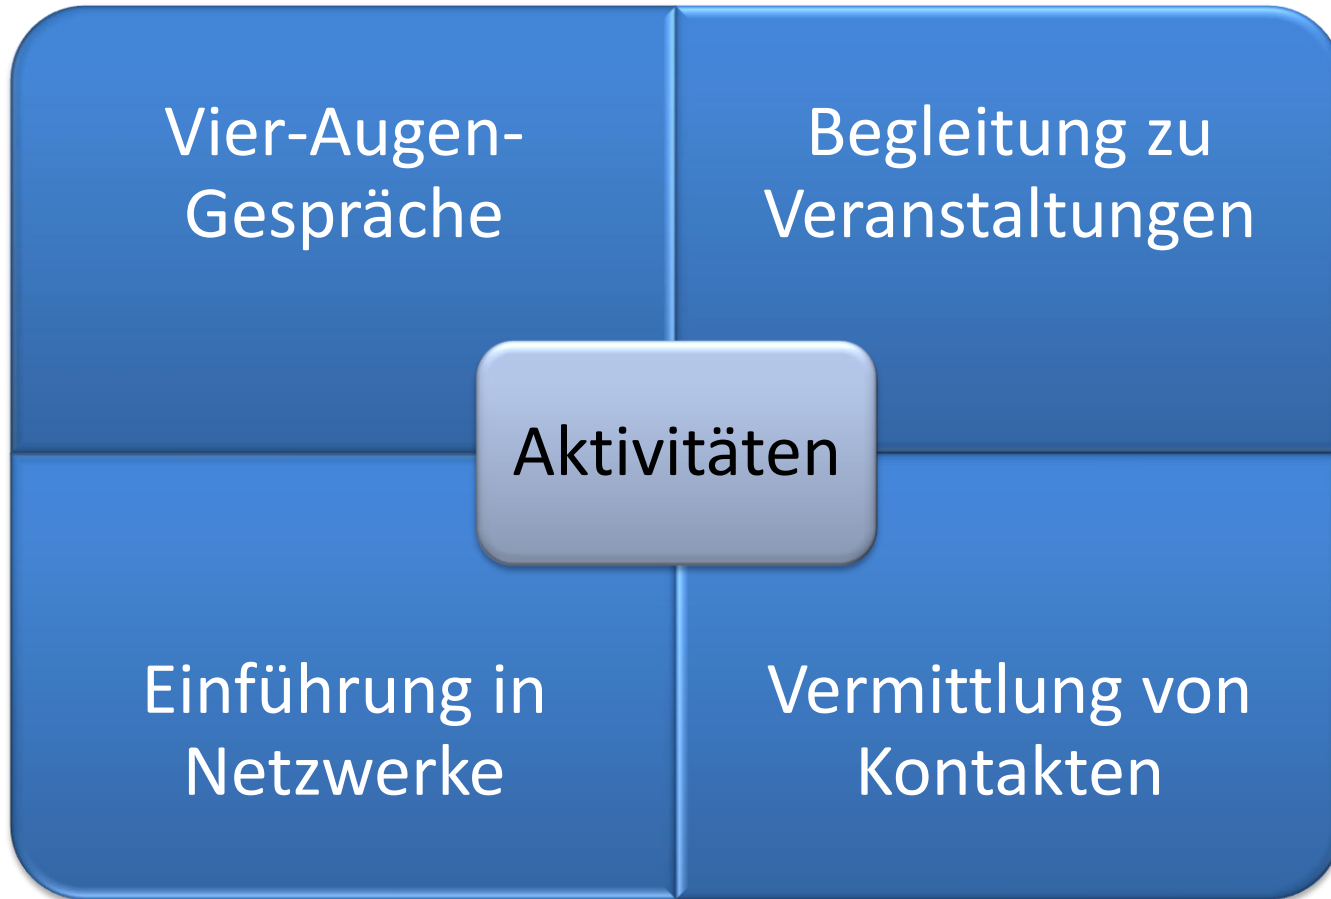 Vier-Augen-
Gespräche
Begleitung zu
Veranstaltungen
Aktivitäten
Einführung in
Netzwerke
Vermittlung von
Kontakten